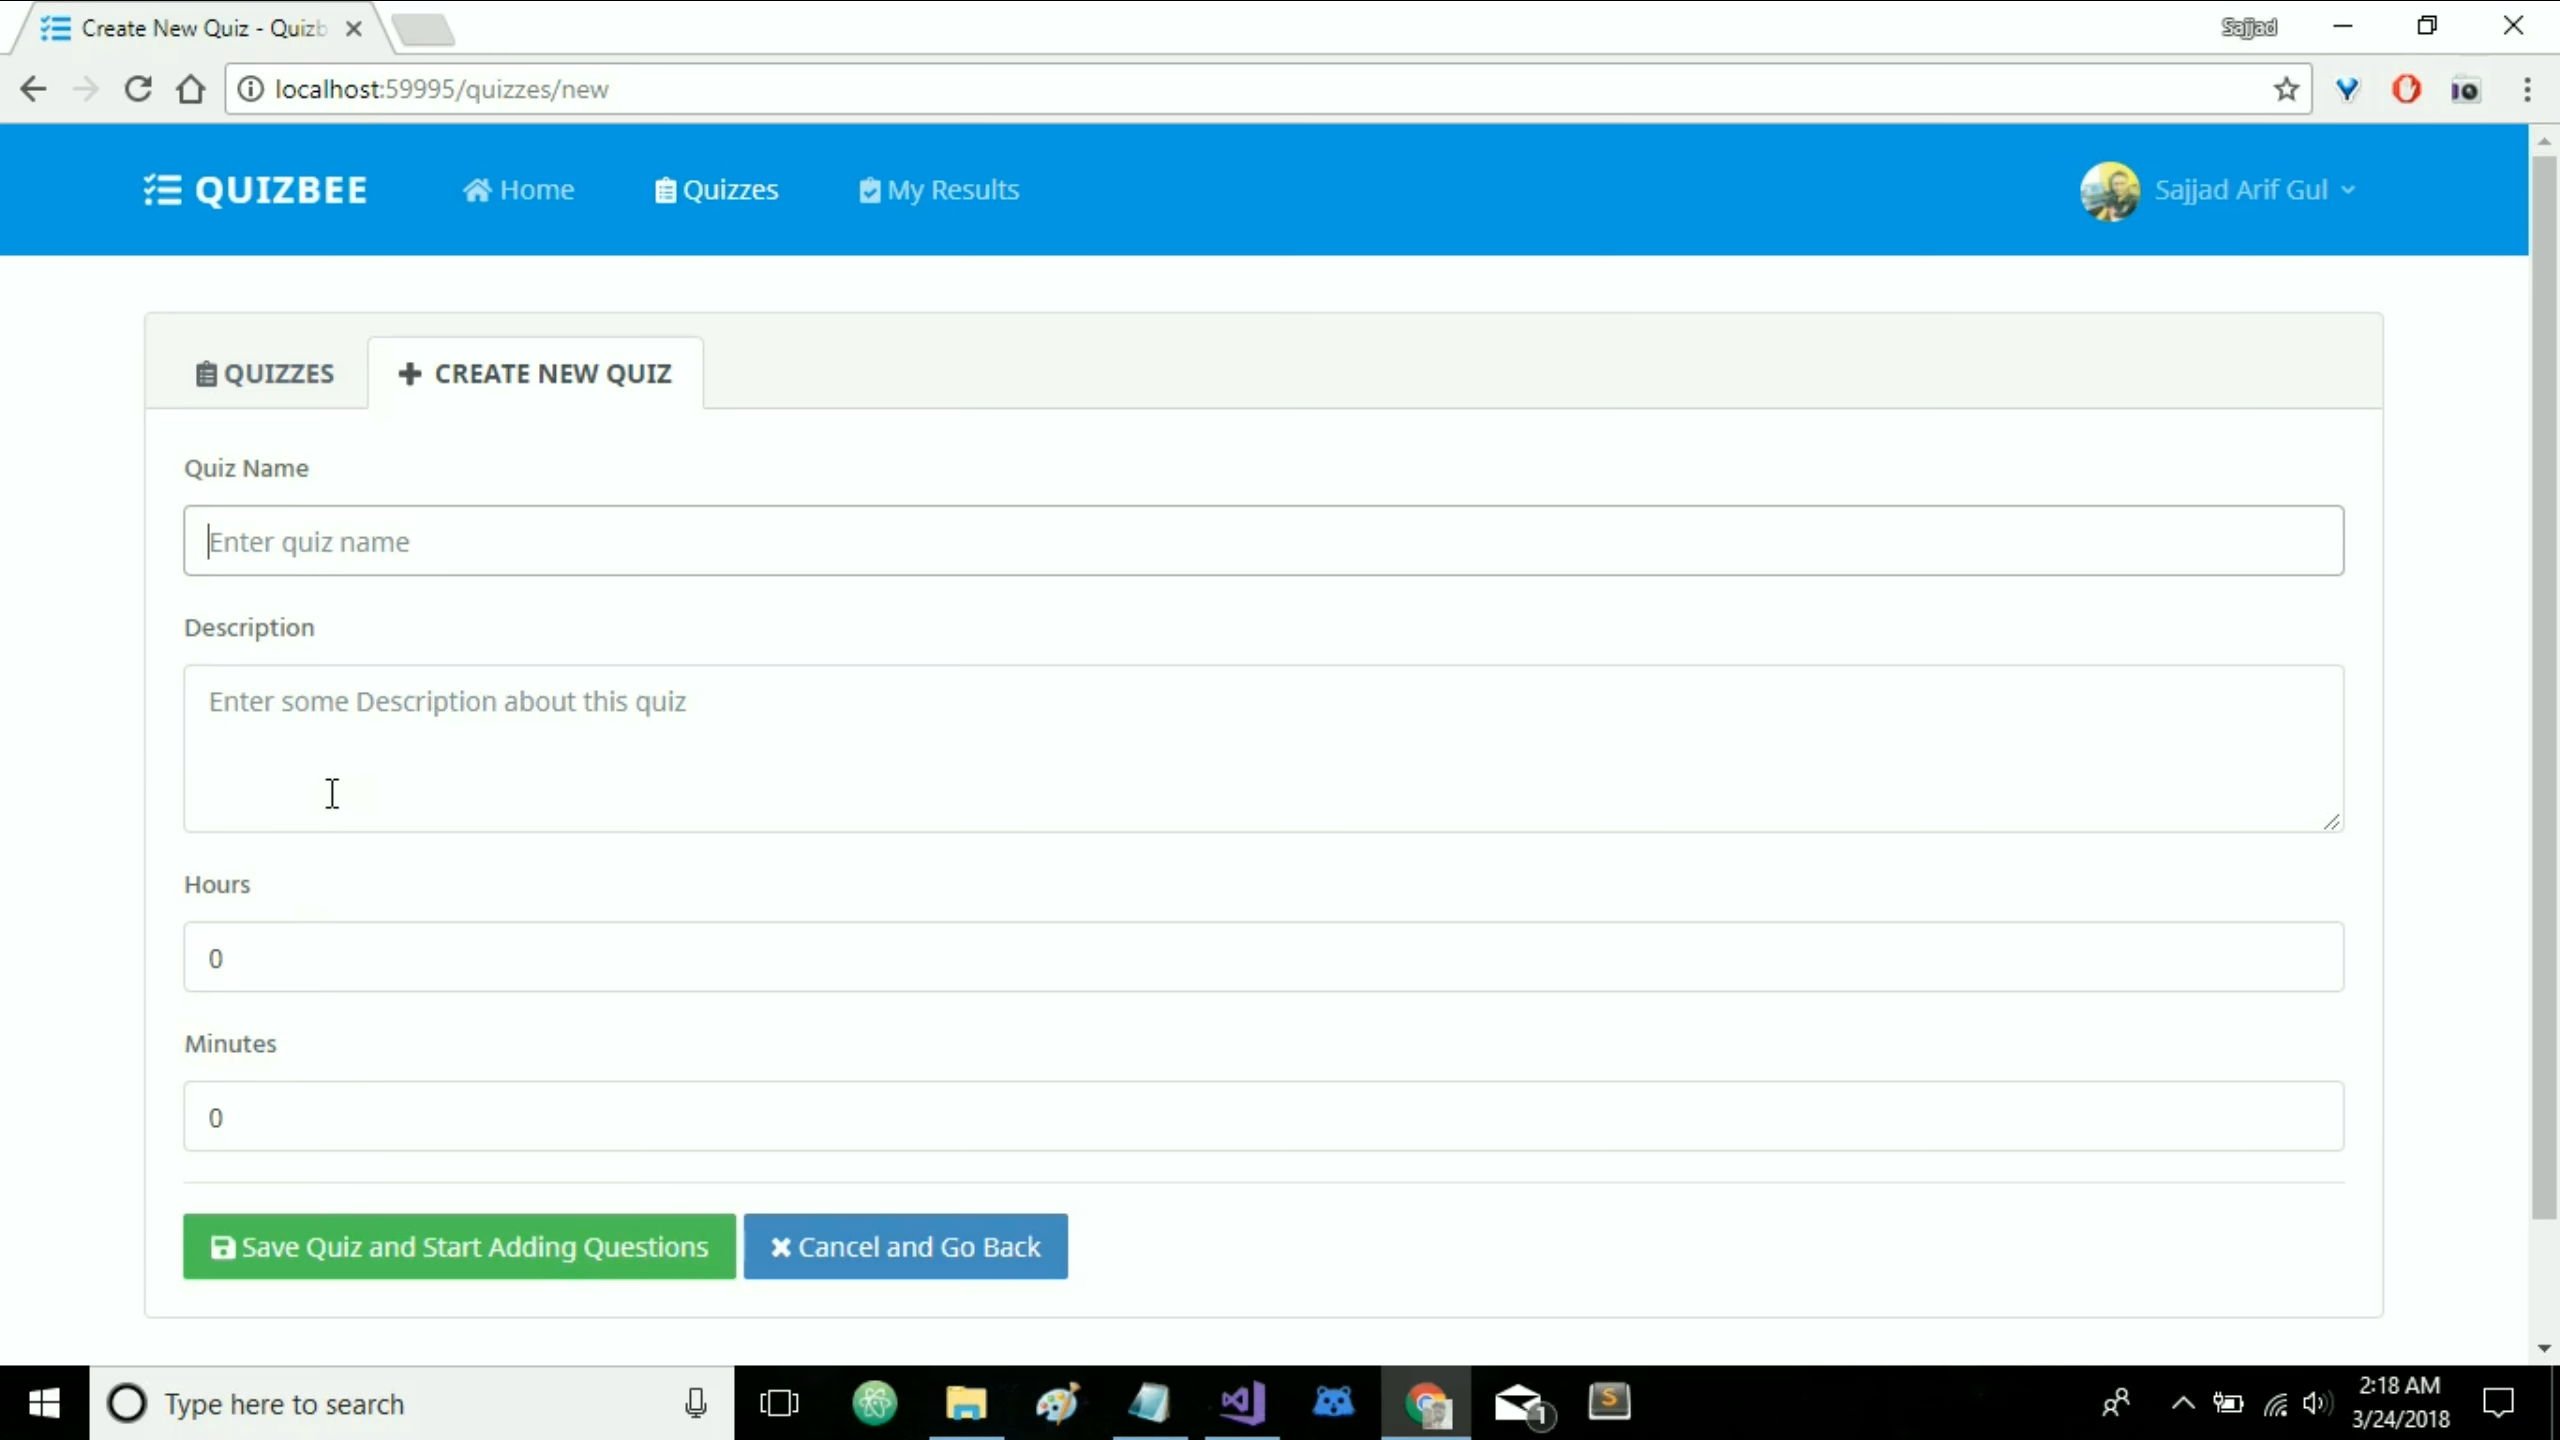 Create New Quiz - Quizb
Sajjad
localhost:59995/quizzes/new
QUIZBEE
Home
Quizzes
My Results
Sajjad Arif Gul
QUIZZES
CREATE NEW QUIZ
Quiz Name
Enter quiz name
Description
Enter some Description about this quiz
Hours
0
Minutes
0
Save Quiz and Start Adding Questions
Cancel and Go Back
Type here to search
1
S
2:18 AM
3/24/2018